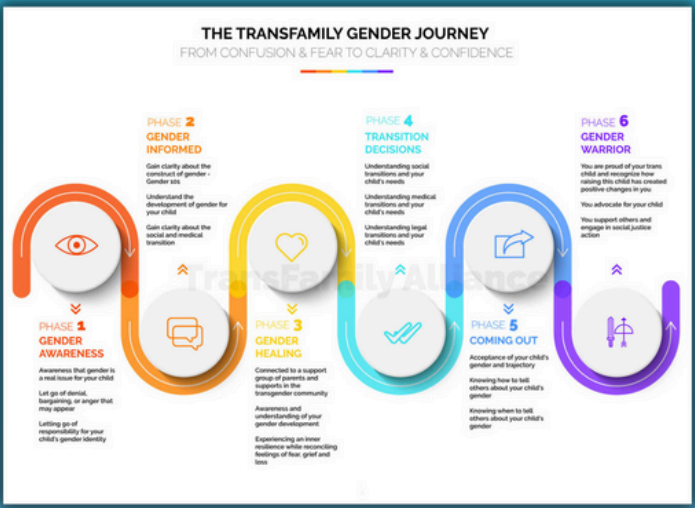 THE TRANSFAMILY GENDER JOURNEY
FROM CONFUSION & FEAR TO CLARITY & CONFIDENCE
PHASE 2
GENDER
INFORMED
Gain clarity about the
construct of gender -
Gender 101
Understand the
development of gender for
your child
Gain clarity about the
social and medical
transition
PHASE 4
TRANSITION
DECISIONS
Understanding social
transitions and your
child's needs
Understanding medical
transitions and your
child's needs
Understanding legal
transitions and your
child's needs
PHASE 6
GENDER
WARRIOR
You are proud of your trans
child and recognize how
raising this child has created
positive changes in you
You advocate for your child
You support others and
engage in social justice
action
TransFamily Alliance
PHASE 1
GENDER
AWARENESS
Awareness that gender is
a real issue for your child
Let go of denial,
bargaining, or anger that
may appear
Letting go of
responsibility for your
child's gender identity
PHASE 3
GENDER
HEALING
Connected to a support
group of parents and
supports in the
transgender community
Awareness and
understanding of your
gender development
Experiencing an inner
resilience while reconciling
feelings of fear, grief and
loss
PHASE 5
COMING OUT
Acceptance of your child's
gender and trajectory
Knowing how to tell
others about your child's
gender
Knowing when to tell
others about your child's
gender